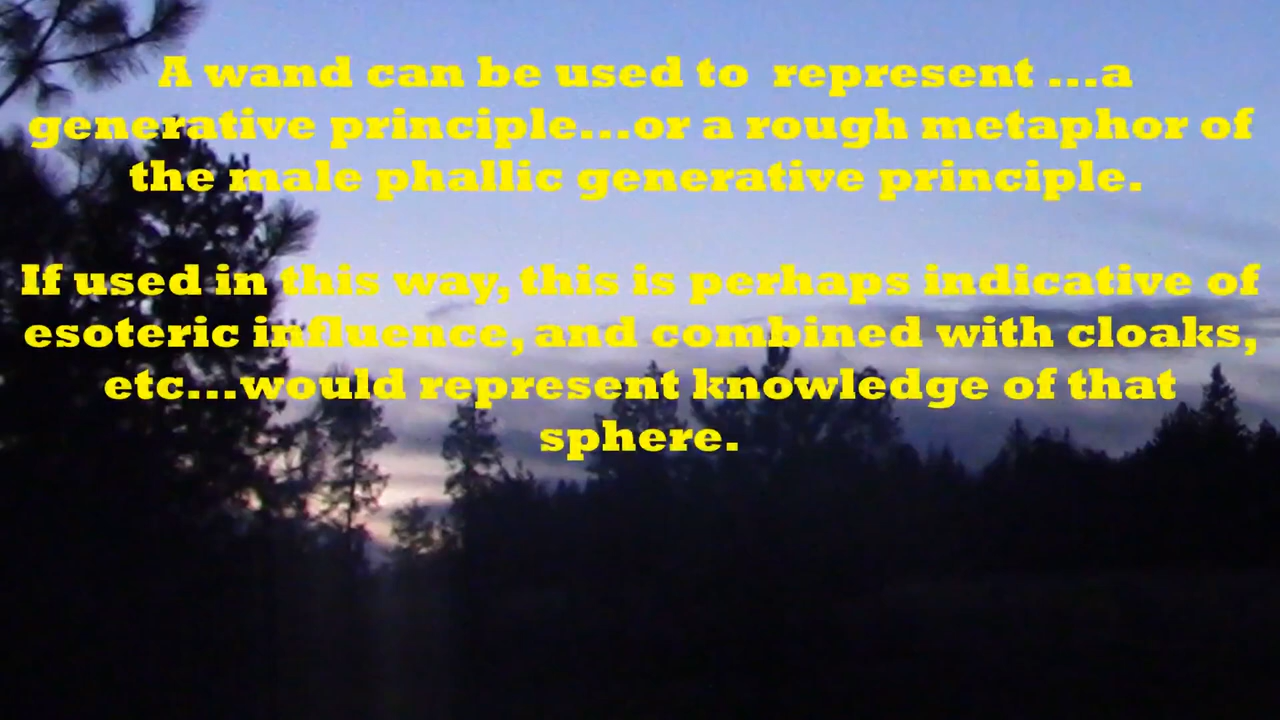 A wand can be used to represent ...a
generative principle...or a rough metaphor of
the male phallic generative principle.
If used in this way, this is perhaps indicative of
esoteric influence, and combined with cloaks,
etc...would represent knowledge of that
sphere.